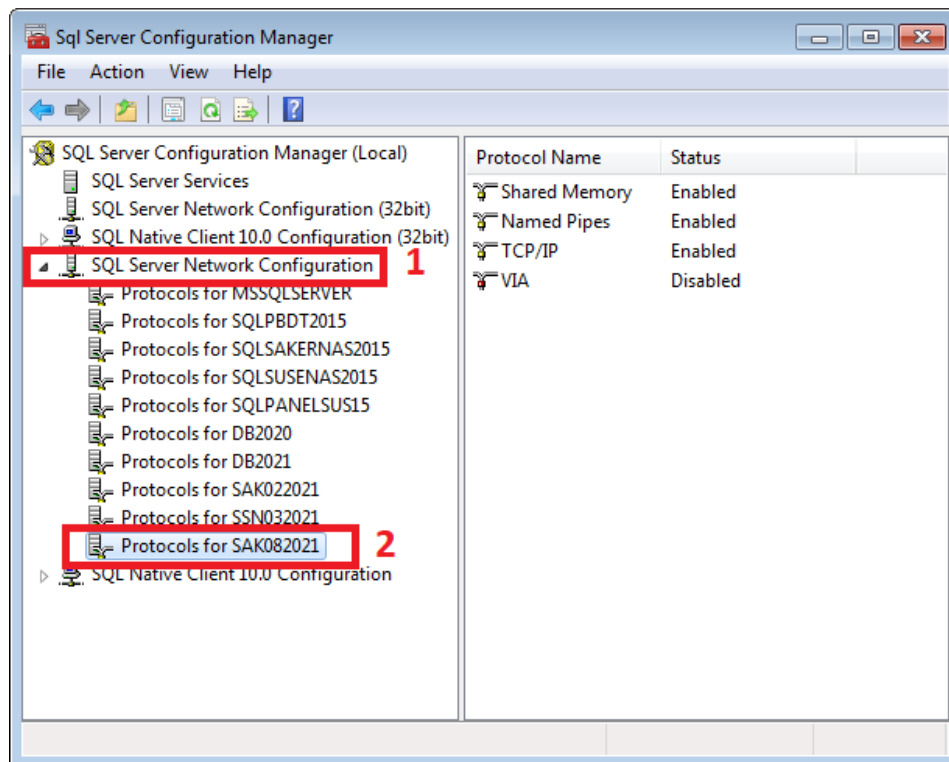 Sql Server Configuration Manager
File Action View Help
SQL Server Configuration Manager (Local)
SQL Server Services
SQL Server Network Configuration (32bit)
SQL Native Client 10.0 Configuration (32bit)
SQL Server Network Configuration 1
Protocols for MSSQLSERVER
Protocols for SQLPBDT2015
Protocols for SQLSAKERNAS2015
Protocols for SQLSUSENAS2015
Protocols for SQLPANELSUS15
Protocols for DB2020
Protocols for DB2021
Protocols for SAK022021
Protocols for SSN032021
Protocols for SAK082021 2
SQL Native Client 10.0 Configuration
Protocol Name Status
Shared Memory Enabled
Named Pipes Enabled
TCP/IP Enabled
VIA Disabled